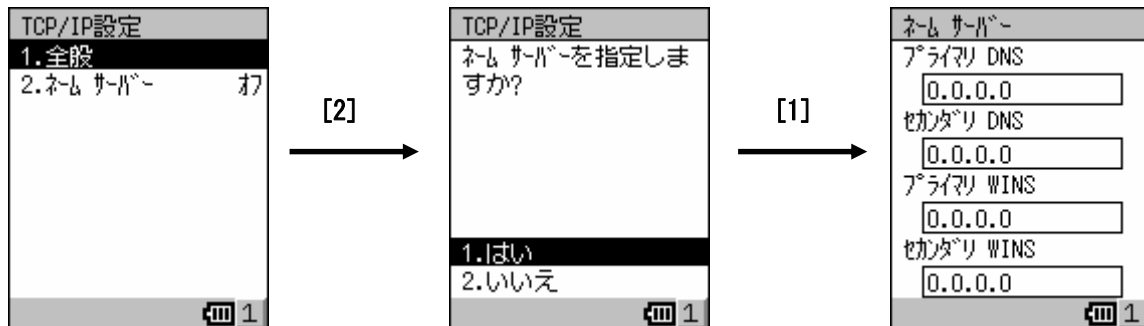 TCP/IP設定
1.全般
2.ﾈｰﾑ ｻｰﾊﾞｰ ｵﾌ
1
[2]
TCP/IP設定
ﾈｰﾑ ｻｰﾊﾞｰを指定しま
すか?
1.はい
2.いいえ
1
[1]
ﾈｰﾑ ｻｰﾊﾞｰ
ﾌﾟﾗｲﾏﾘ DNS
0.0.0.0
ｾｶﾝﾀﾞﾘ DNS
0.0.0.0
ﾌﾟﾗｲﾏﾘ WINS
0.0.0.0
ｾｶﾝﾀﾞﾘ WINS
0.0.0.0
1